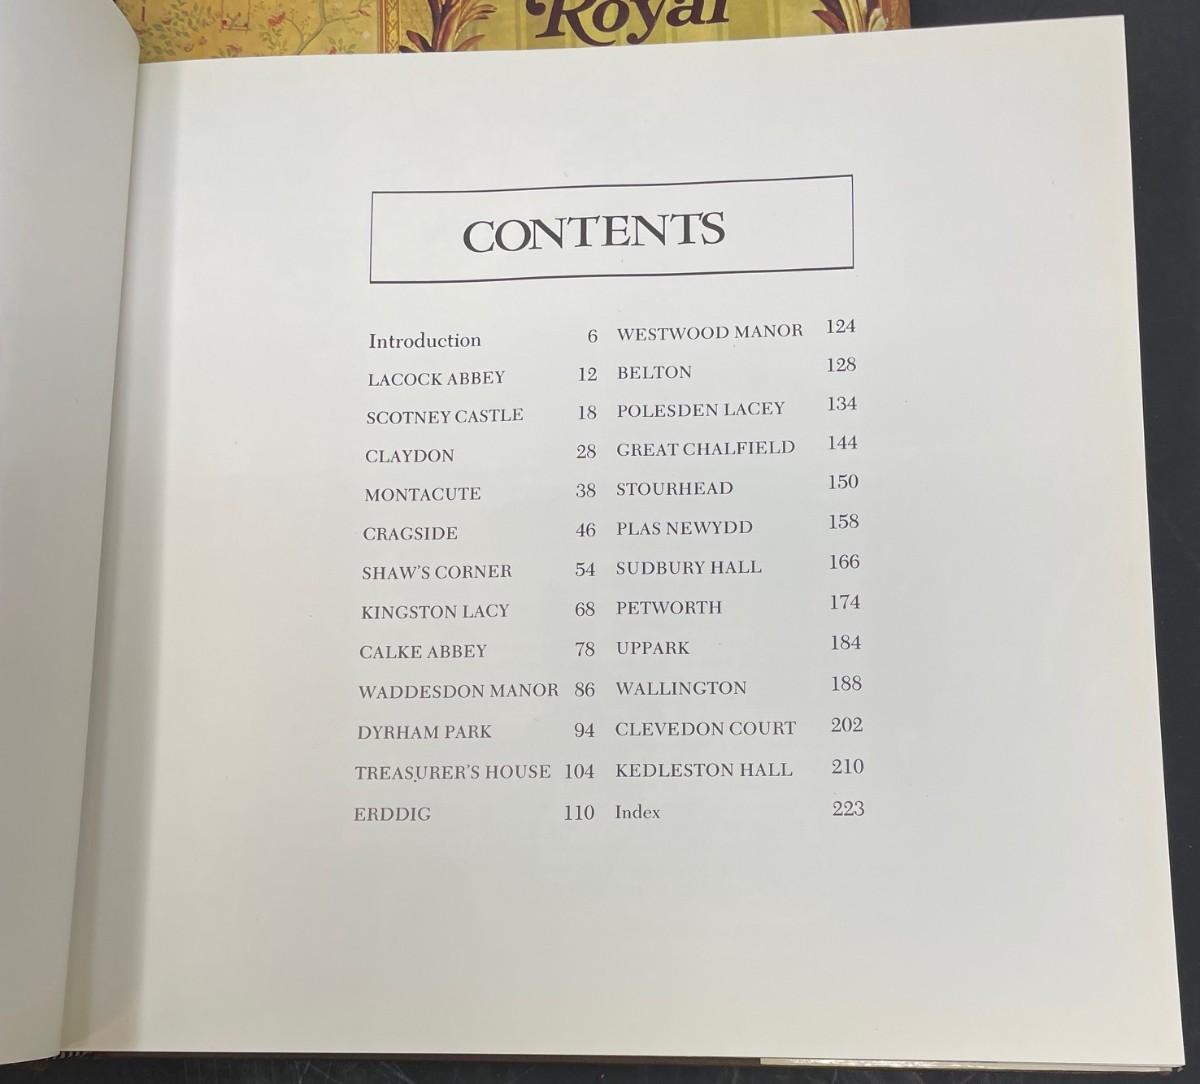 Royal
CONTENTS
Introduction 6
LACOCK ABBEY 12
SCOTNEY CASTLE 18
CLAYDON 28
MONTACUTE 38
CRAGSIDE 46
SHAW'S CORNER 54
KINGSTON LACY 68
CALKE ABBEY 78
WADDESDON MANOR 86
DYRHAM PARK 94
TREASURER'S HOUSE 104
ERDDIG 110
WESTWOOD MANOR 124
BELTON 128
POLESDEN LACEY 134
GREAT CHALFIELD 144
STOURHEAD 150
PLAS NEWYDD 158
SUDBURY HALL 166
PETWORTH 174
UPPARK 184
WALLINGTON 188
CLEVEDON COURT 202
KEDLESTON HALL 210
Index 223